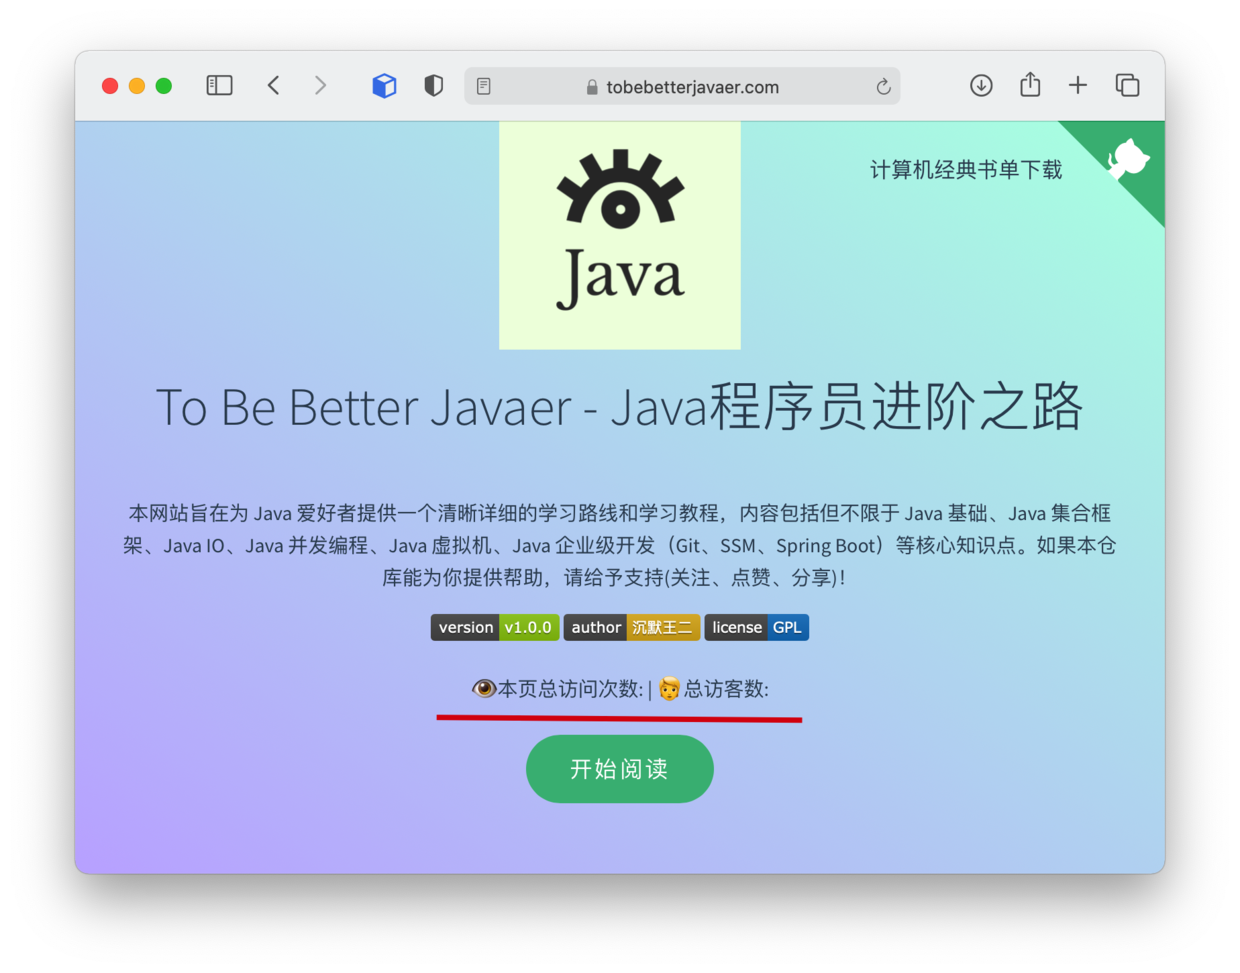 tobebetterjavaer.com
计算机经典书单下载
Java
To Be Better Javaer - Java程序员进阶之路
本网站旨在为 Java 爱好者提供一个清晰详细的学习路线和学习教程，内容包括但不限于 Java 基础、Java 集合框
架、Java IO、Java 并发编程、Java 虚拟机、Java 企业级开发（Git、SSM、Spring Boot）等核心知识点。如果本仓
库能为你提供帮助，请给予支持(关注、点赞、分享)！
version v1.0.0 author 沉默王二 license GPL
👁️本页总访问次数: | 🧑总访客数:
开始阅读